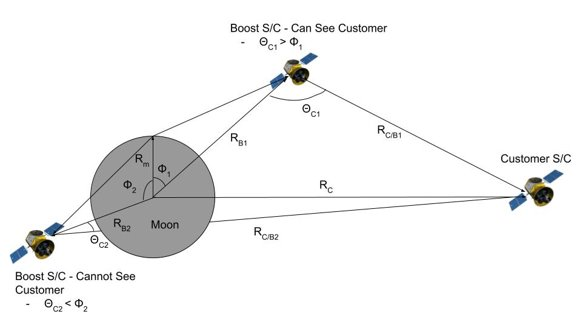 Boost S/C - Can See Customer
- Θ_C1 > Φ_1
Θ_C1
R_B1
R_C/B1
R_m
Φ_1
Customer S/C
Φ_2
R_C
R_B2
Moon
R_C/B2
Θ_C2
Boost S/C - Cannot See
Customer
- Θ_C2 < Φ_2